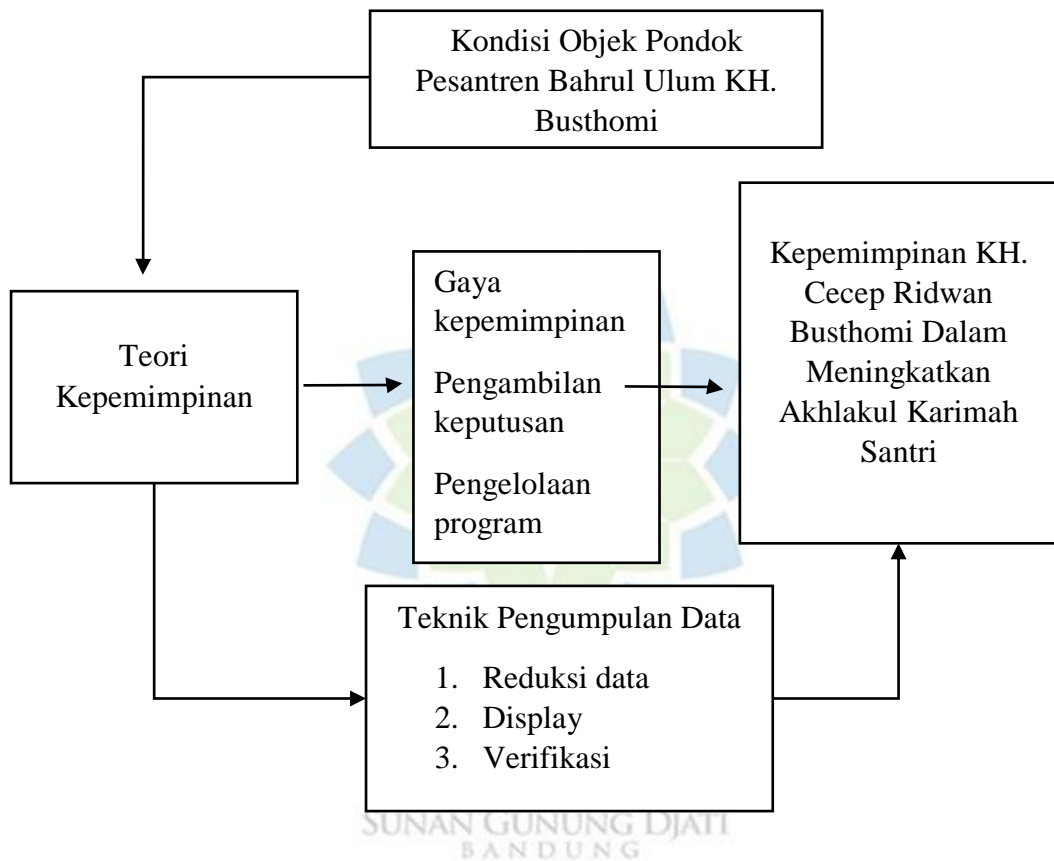 Kondisi Objek Pondok
Pesantren Bahrul Ulum KH.
Busthomi
Teori
Kepemimpinan
Gaya
kepemimpinan
Pengambilan
keputusan
Pengelolaan
program
Kepemimpinan KH.
Cecep Ridwan
Busthomi Dalam
Meningkatkan
Akhlakul Karimah
Santri
Teknik Pengumpulan Data
1. Reduksi data
2. Display
3. Verifikasi
SUNAN GUNUNG DJATI
BANDUNG